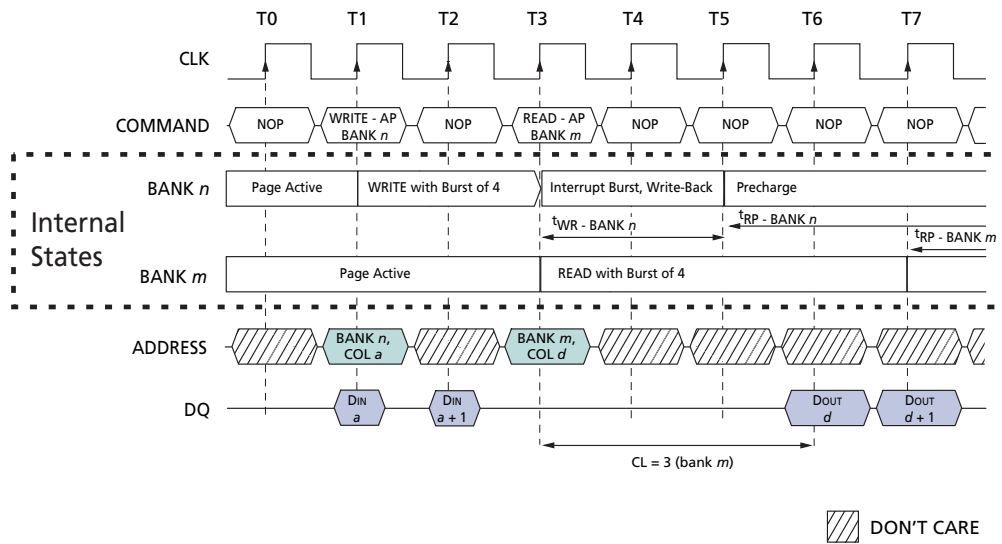 T0 T1 T2 T3 T4 T5 T6 T7
CLK
COMMAND NOP WRITE - AP BANK n NOP READ - AP BANK m NOP NOP NOP NOP
Internal States
BANK n Page Active WRITE with Burst of 4 Interrupt Burst, Write-Back Precharge
tWR - BANK n tRP - BANK n
tRP - BANK m
BANK m Page Active READ with Burst of 4
ADDRESS BANK n, COL a BANK m, COL d
DQ DIN a DIN a + 1 DOUT d DOUT d + 1
CL = 3 (bank m)
DON'T CARE